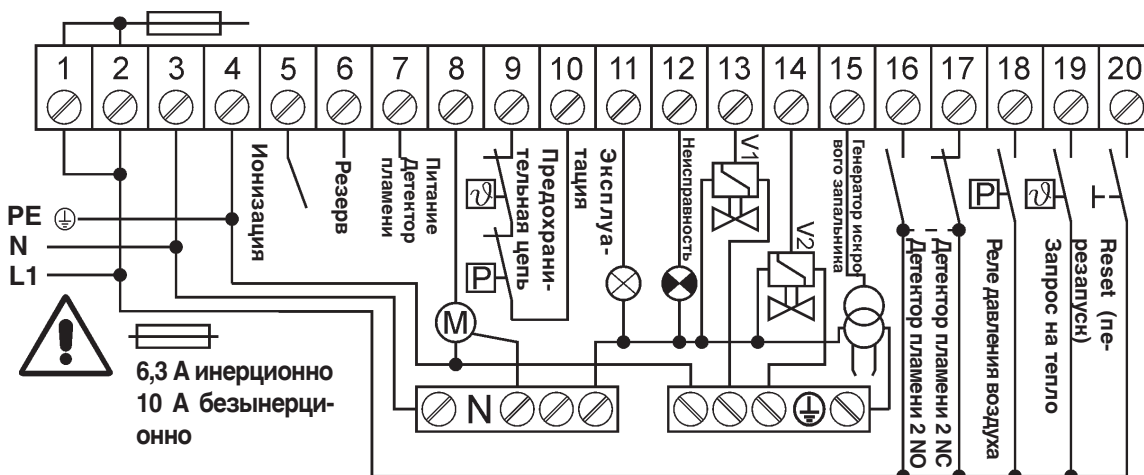 1 2 3 4 5 6 7 8 9 10 11 12 13 14 15 16 17 18 19 20
PE
N
L1
Ионизация
Резерв
Питание
Детектор
пламени
Предохрани-
тельная цепь
ϑ
P
Эксплуа-
тация
Неисправность
V1
V2
Генератор искро-
вого запальника
Детектор пламени 2 NO
Детектор пламени 2 NC
P
Реле давления воздуха
ϑ
Запрос на тепло
Reset (пе-
резапуск)
M
N
6,3 А инерционно
10 А безынерци-
онно